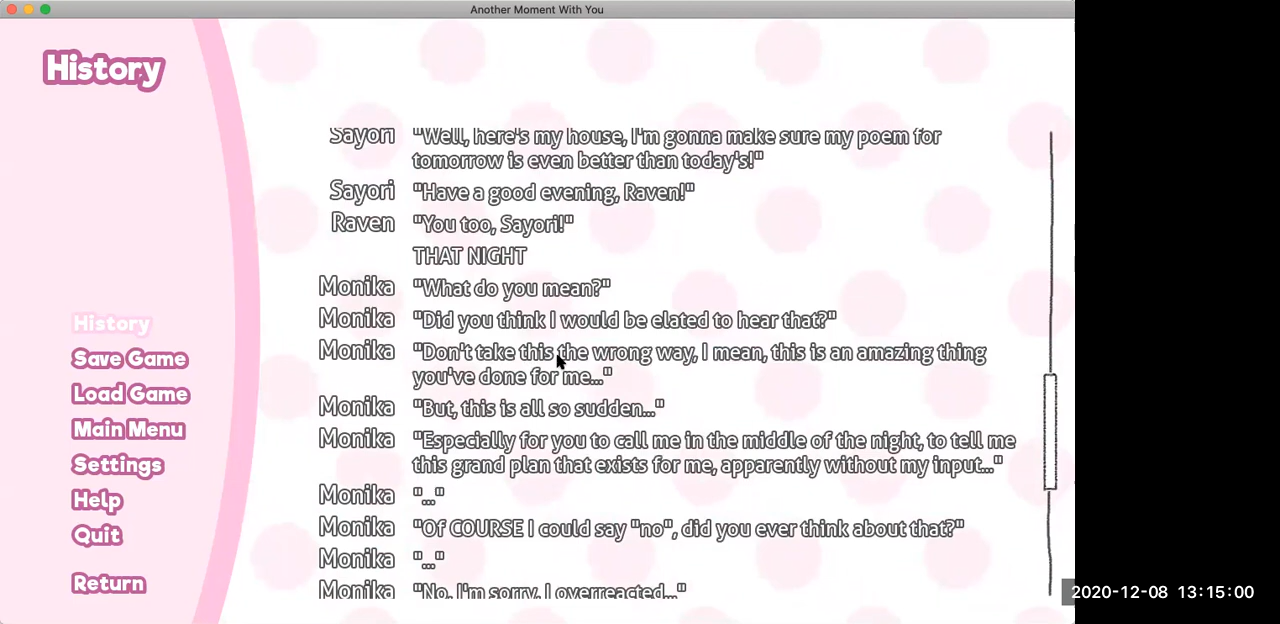 Another Moment With You
History
Sayori "Well, here's my house, I'm gonna make sure my poem for
tomorrow is even better than today's!"
Sayori "Have a good evening, Raven!"
Raven "You too, Sayori!"
THAT NIGHT
Monika "What do you mean?"
Monika "Did you think I would be elated to hear that?"
Monika "Don't take this the wrong way, I mean, this is an amazing thing
you've done for me..."
Monika "But, this is all so sudden..."
Monika "Especially for you to call me in the middle of the night, to tell me
this grand plan that exists for me, apparently without my input..."
Monika "..."
Monika "Of COURSE I could say "no", did you ever think about that?"
Monika "..."
Monika "No, I'm sorry, I overreacted..."
History
Save Game
Load Game
Main Menu
Settings
Help
Quit
Return
2020-12-08 13:15:00